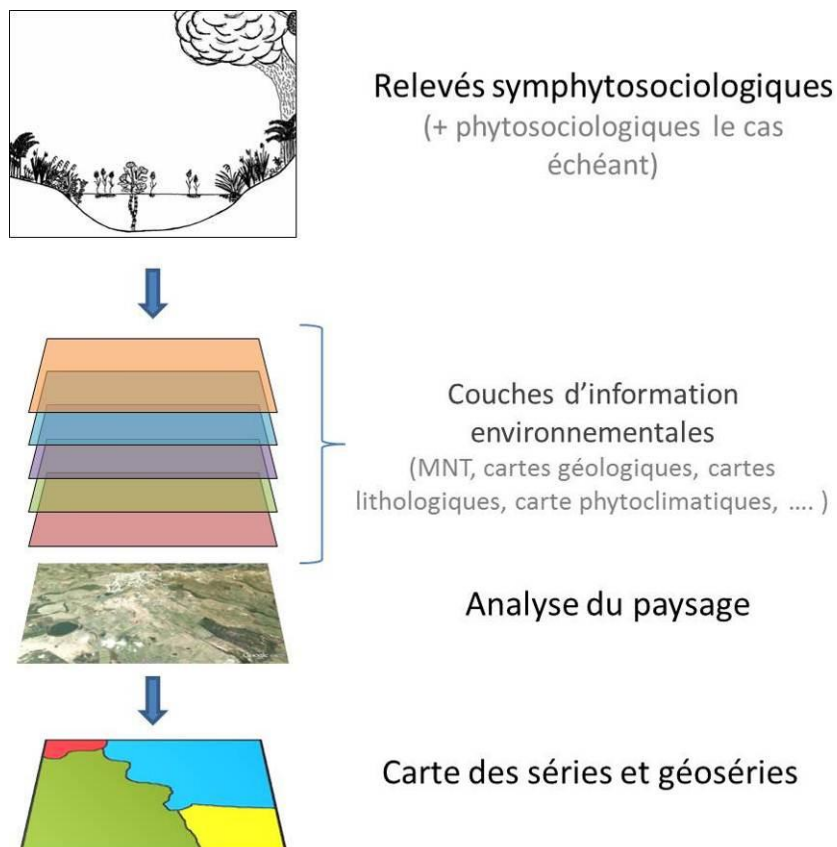 Relevés symphytosociologiques
(+ phytosociologiques le cas
échéant)
Couches d’information
environnementales
(MNT, cartes géologiques, cartes
lithologiques, carte phytoclimatiques, .... )
Analyse du paysage
Google
Carte des séries et géoséries